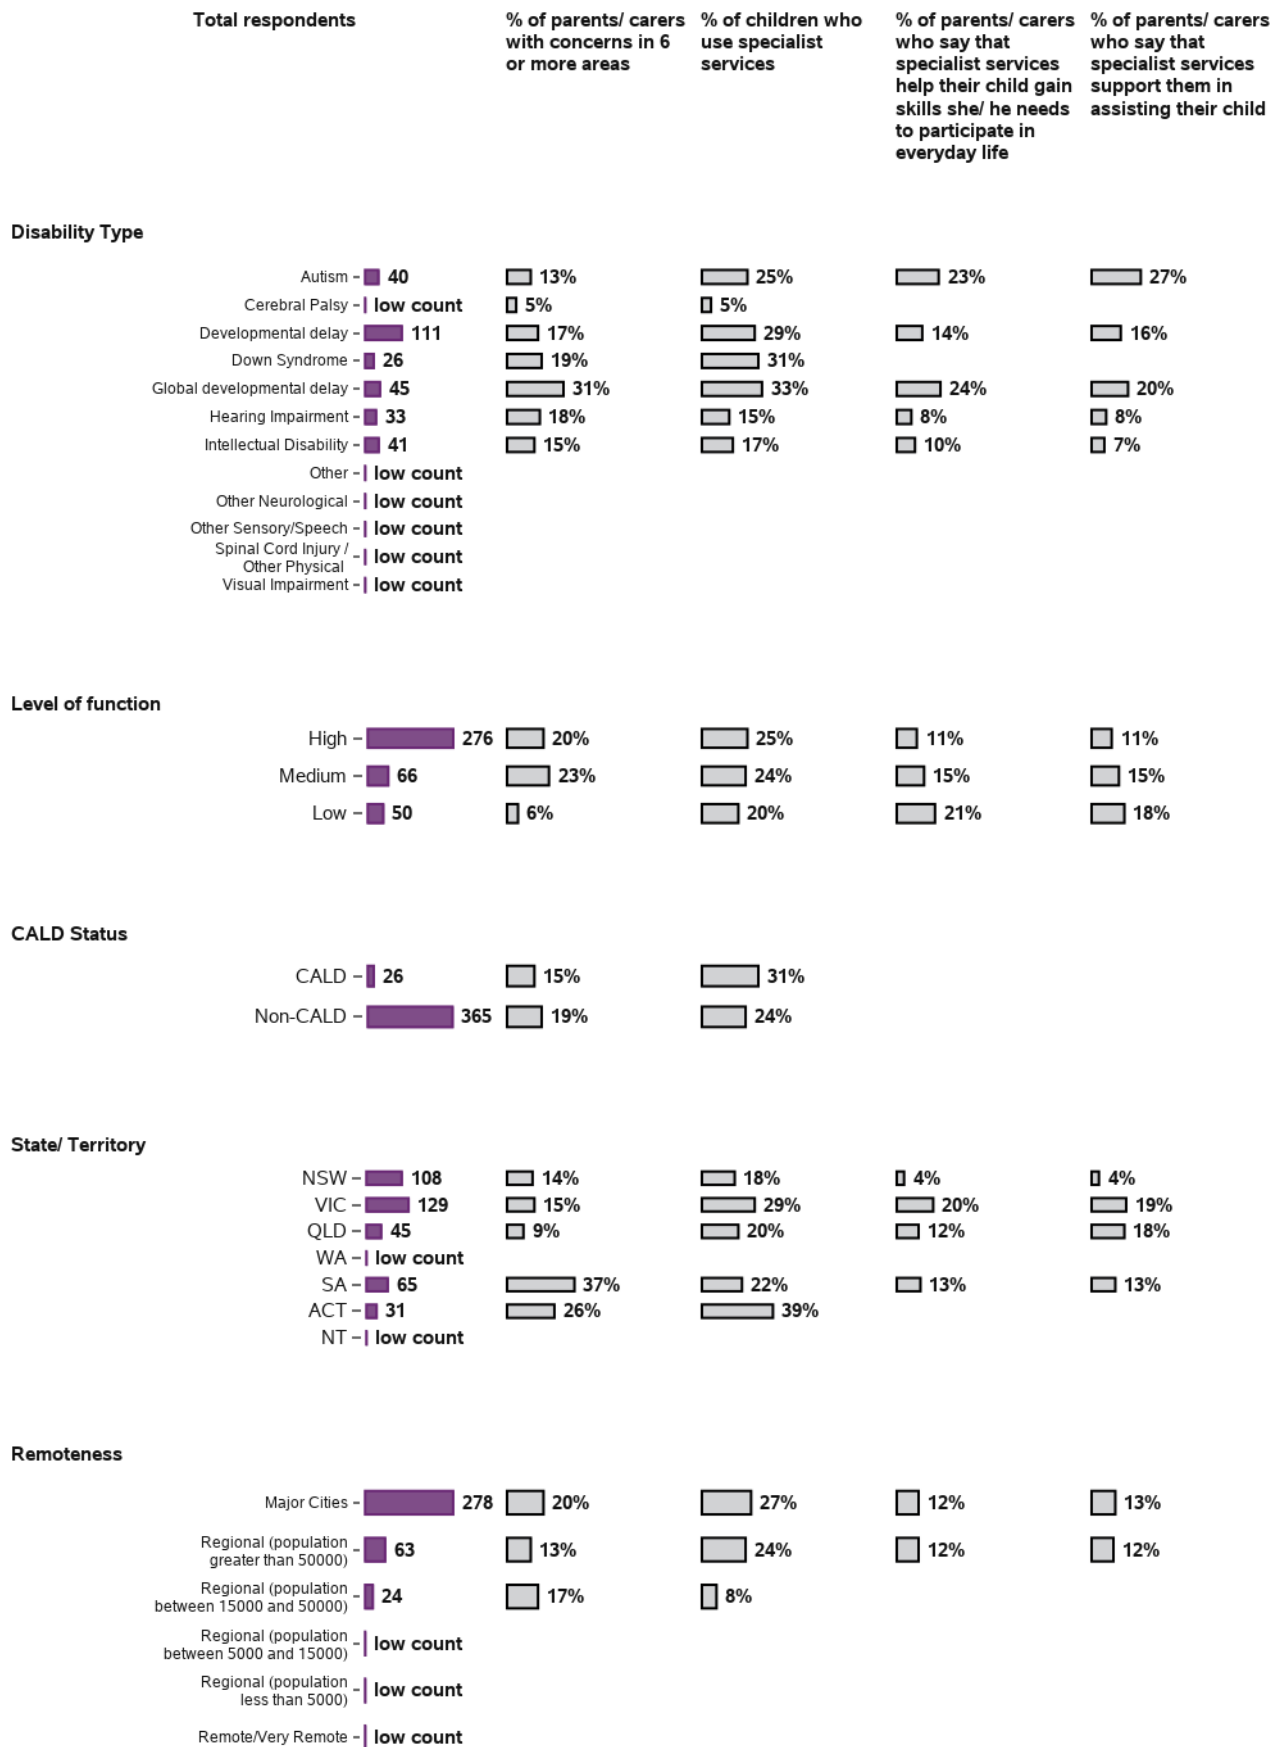 Total respondents
% of parents/ carers
with concerns in 6
or more areas
% of children who
use specialist
services
% of parents/ carers
who say that
specialist services
help their child gain
skills she/ he needs
to participate in
everyday life
% of parents/ carers
who say that
specialist services
support them in
assisting their child
Disability Type
Autism 40 13% 25% 23% 27%
Cerebral Palsy low count 5% 5%
Developmental delay 111 17% 29% 14% 16%
Down Syndrome 26 19% 31%
Global developmental delay 45 31% 33% 24% 20%
Hearing Impairment 33 18% 15% 8% 8%
Intellectual Disability 41 15% 17% 10% 7%
Other low count
Other Neurological low count
Other Sensory/Speech low count
Spinal Cord Injury /
Other Physical low count
Visual Impairment low count
Level of function
High 276 20% 25% 11% 11%
Medium 66 23% 24% 15% 15%
Low 50 6% 20% 21% 18%
CALD Status
CALD 26 15% 31%
Non-CALD 365 19% 24%
State/ Territory
NSW 108 14% 18% 4% 4%
VIC 129 15% 29% 20% 19%
QLD 45 9% 20% 12% 18%
WA low count
SA 65 37% 22% 13% 13%
ACT 31 26% 39%
NT low count
Remoteness
Major Cities 278 20% 27% 12% 13%
Regional (population
greater than 50000) 63 13% 24% 12% 12%
Regional (population
between 15000 and 50000) 24 17% 8%
Regional (population
between 5000 and 15000) low count
Regional (population
less than 5000) low count
Remote/Very Remote low count